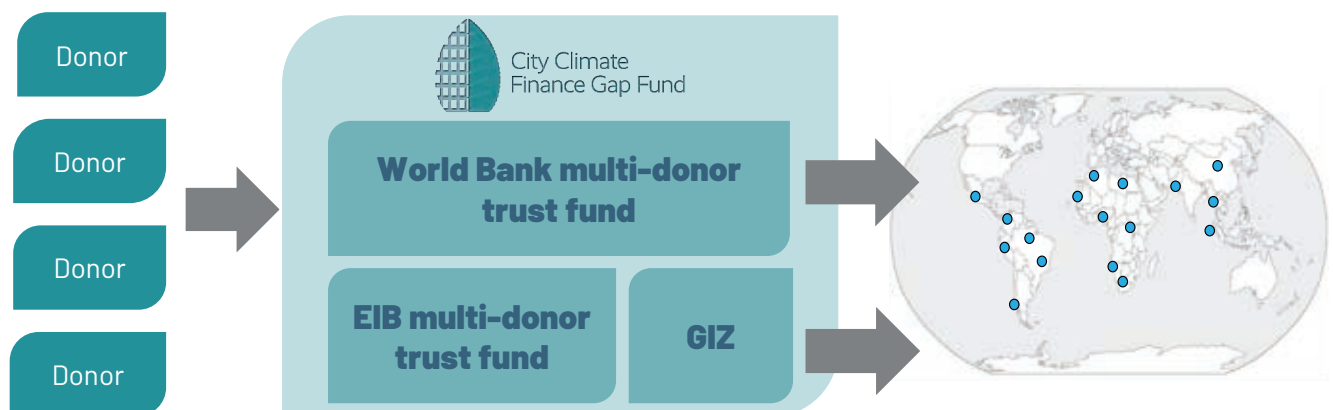 Donor
Donor
Donor
Donor
City Climate
Finance Gap Fund
World Bank multi-donor
trust fund
EIB multi-donor
trust fund
GIZ